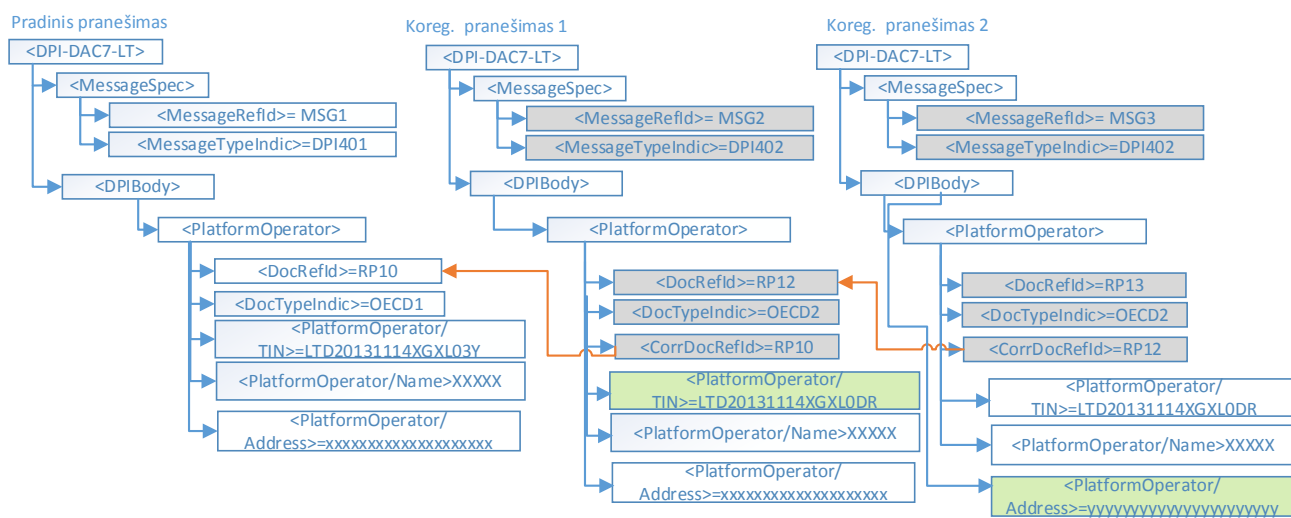 Pradinis pranešimas
<DPI-DAC7-LT>
<MessageSpec>
<MessageRefId>= MSG1
<MessageTypeIndic>=DPI401
<DPIBody>
<PlatformOperator>
<DocRefId>=RP10
<DocTypeIndic>=OECD1
<PlatformOperator/
TIN>=LTD20131114XGXL03Y
<PlatformOperator/Name>XXXXX
<PlatformOperator/
Address>=xxxxxxxxxxxxxxxxxxxx
Koreg. pranešimas 1
<DPI-DAC7-LT>
<MessageSpec>
<MessageRefId>= MSG2
<MessageTypeIndic>=DPI402
<DPIBody>
<PlatformOperator>
<DocRefId>=RP12
<DocTypeIndic>=OECD2
<CorrDocRefId>=RP10
<PlatformOperator/
TIN>=LTD20131114XGXL0DR
<PlatformOperator/Name>XXXXX
<PlatformOperator/
Address>=xxxxxxxxxxxxxxxxxxxx
Koreg. pranešimas 2
<DPI-DAC7-LT>
<MessageSpec>
<MessageRefId>= MSG3
<MessageTypeIndic>=DPI402
<DPIBody>
<PlatformOperator>
<DocRefId>=RP13
<DocTypeIndic>=OECD2
<CorrDocRefId>=RP12
<PlatformOperator/
TIN>=LTD20131114XGXL0DR
<PlatformOperator/Name>XXXXX
<PlatformOperator/
Address>=yyyyyyyyyyyyyyyyyyyyyy